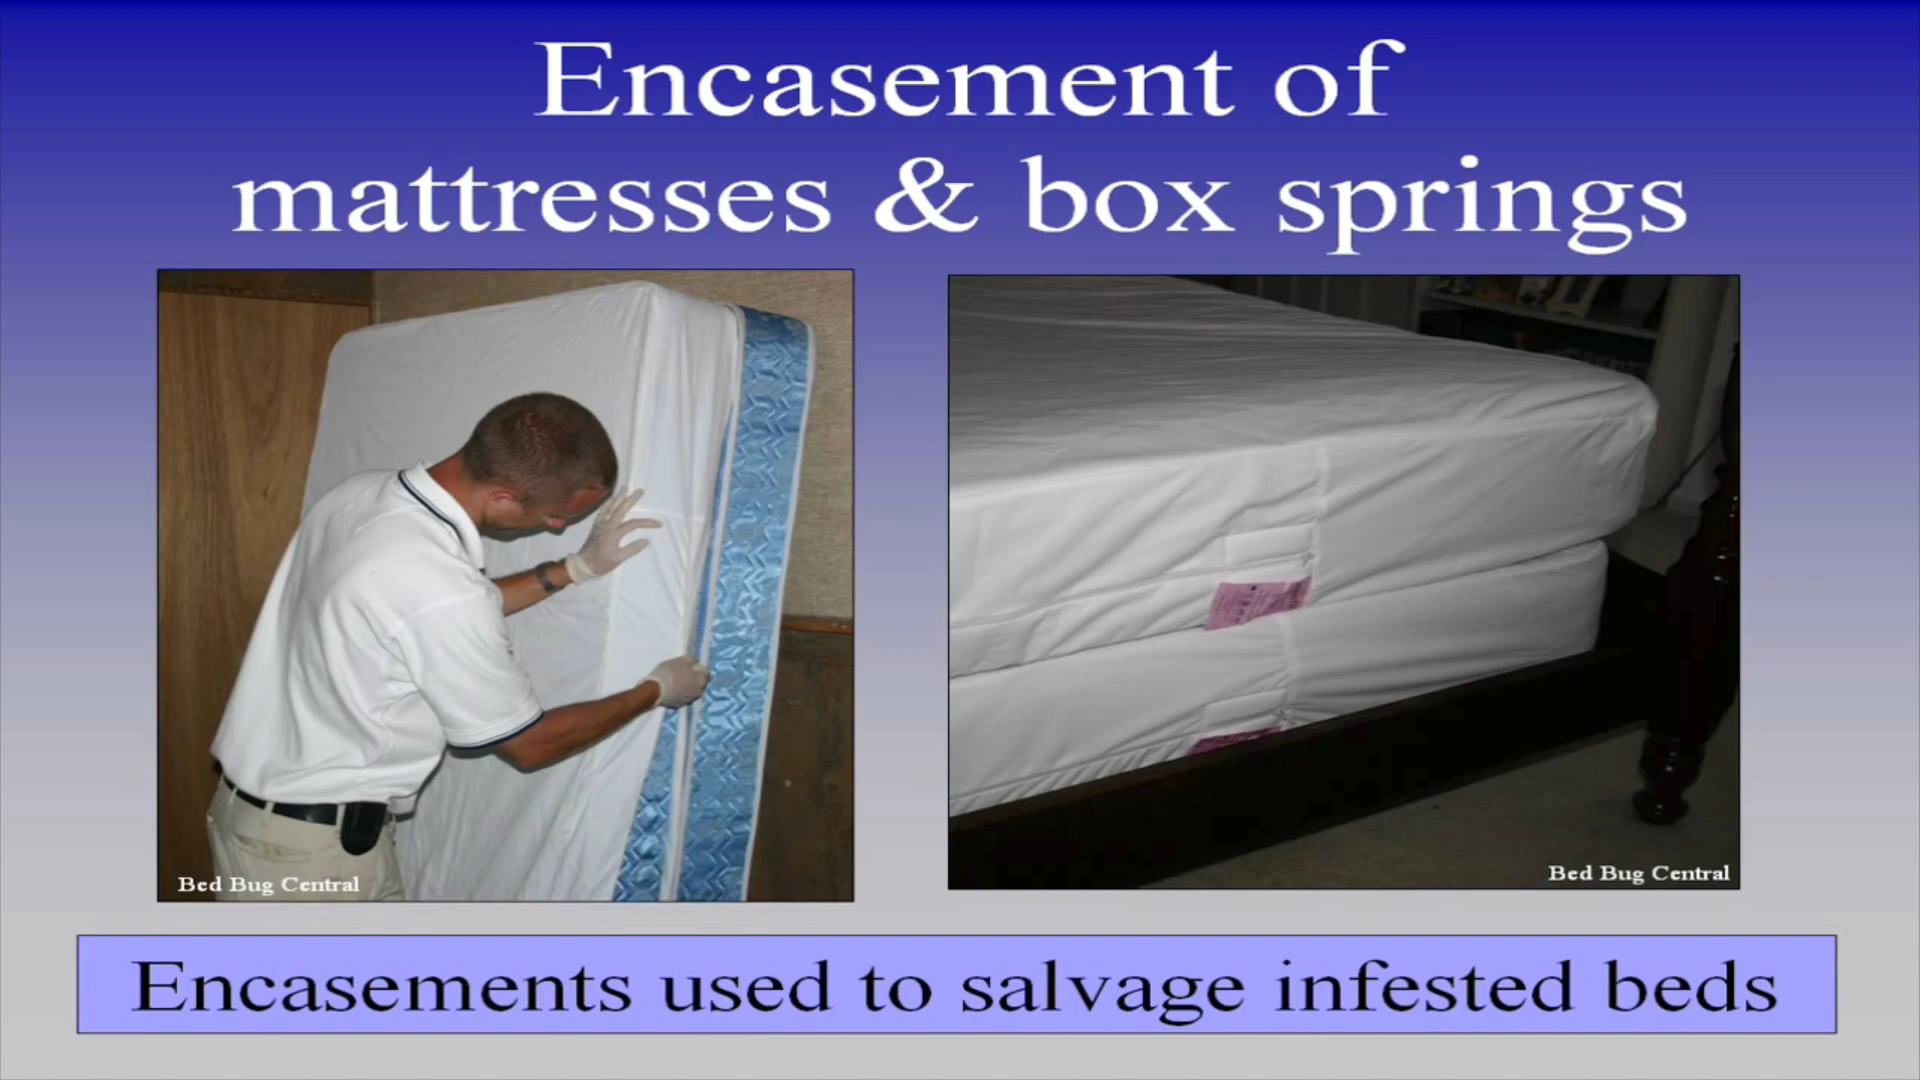 Encasement of
mattresses & box springs
Bed Bug Central
Bed Bug Central
Encasements used to salvage infested beds